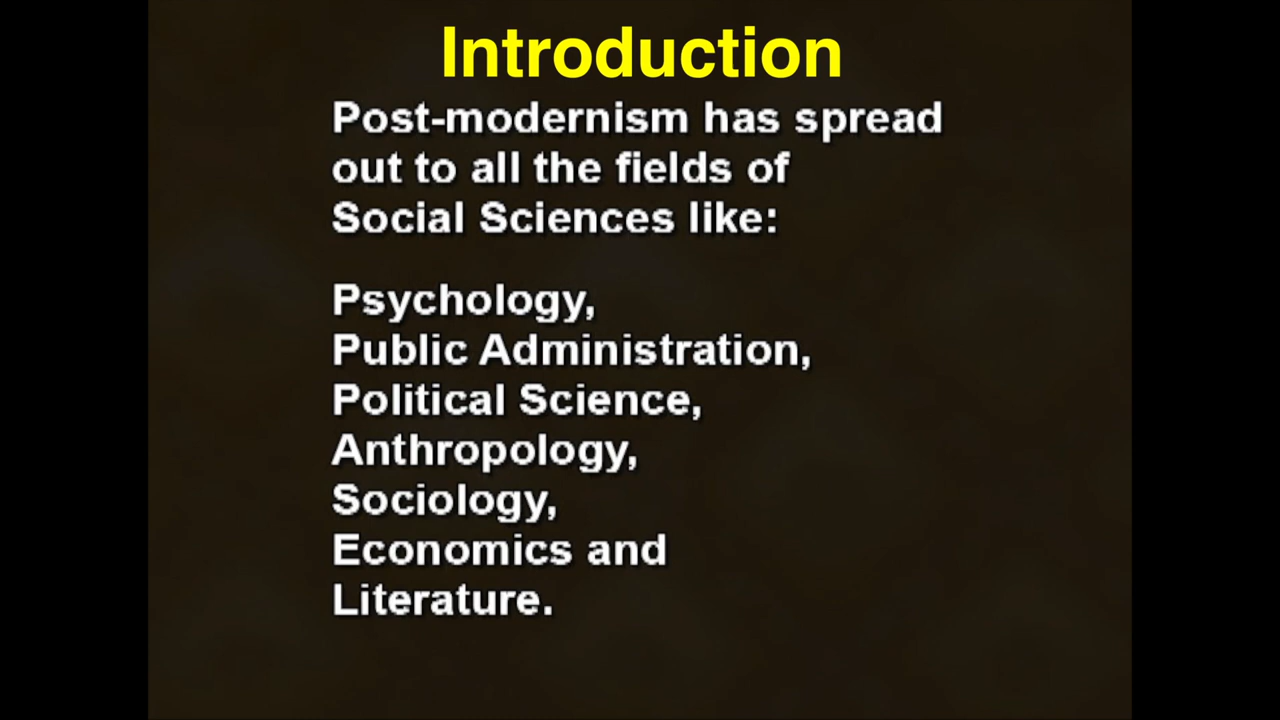 Introduction
Post-modernism has spread
out to all the fields of
Social Sciences like:
Psychology,
Public Administration,
Political Science,
Anthropology,
Sociology,
Economics and
Literature.